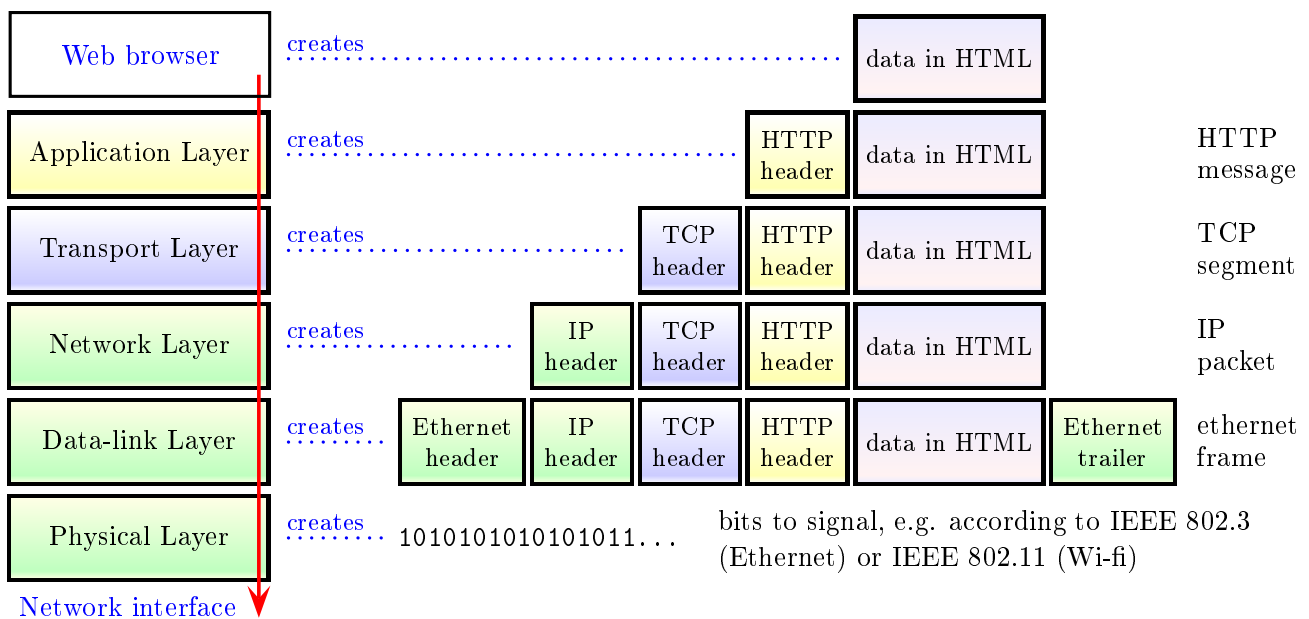 Web browser
creates
data in HTML
Application Layer
creates
HTTP
header
data in HTML
HTTP
message
Transport Layer
creates
TCP
header
HTTP
header
data in HTML
TCP
segment
Network Layer
creates
IP
header
TCP
header
HTTP
header
data in HTML
IP
packet
Data-link Layer
creates
Ethernet
header
IP
header
TCP
header
HTTP
header
data in HTML
Ethernet
trailer
ethernet
frame
Physical Layer
creates
1010101010101011...
bits to signal, e.g. according to IEEE 802.3
(Ethernet) or IEEE 802.11 (Wi-fi)
Network interface